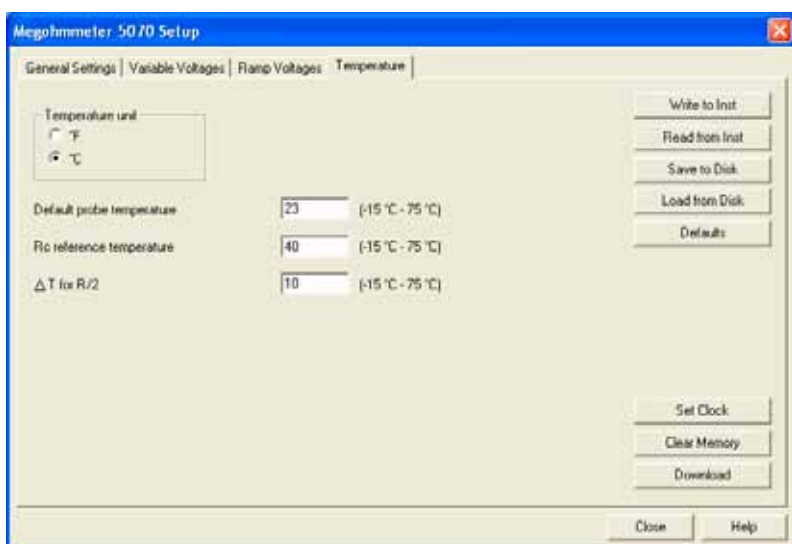 Megohmmeter 5070 Setup
General Settings Variable Voltages Ramp Voltages Temperature
Temperature unit
°F
°C
Default probe temperature 23 (-15 °C - 75 °C)
Rc reference temperature 40 (-15 °C - 75 °C)
ΔT for R/2 10 (-15 °C - 75 °C)
Write to Inst
Read from Inst
Save to Disk
Load from Disk
Defaults
Set Clock
Clear Memory
Download
Close Help